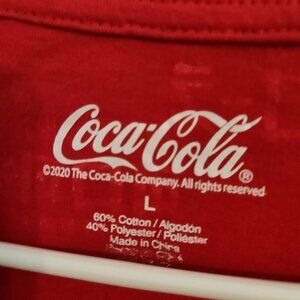 Coca-Cola®
©2020 The Coca-Cola Company. All rights reserved
L
60% Cotton / Algodón
40% Polyester / Poliéster
Made in China